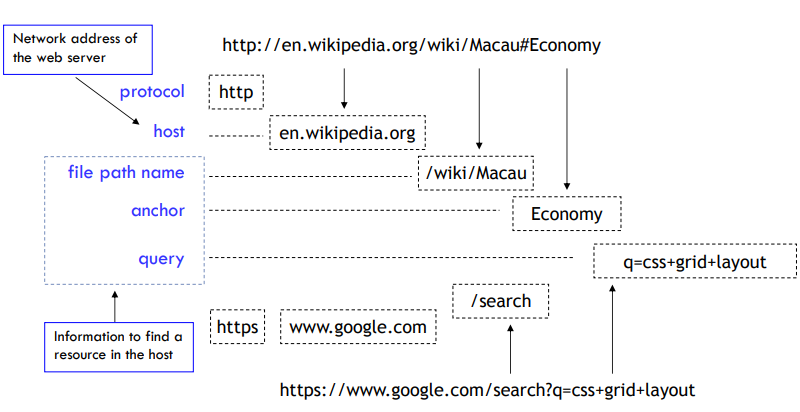 Network address of
the web server
http://en.wikipedia.org/wiki/Macau#Economy
protocol
http
host
en.wikipedia.org
file path name
/wiki/Macau
anchor
Economy
query
q=css+grid+layout
/search
Information to find a
resource in the host
https
www.google.com
https://www.google.com/search?q=css+grid+layout